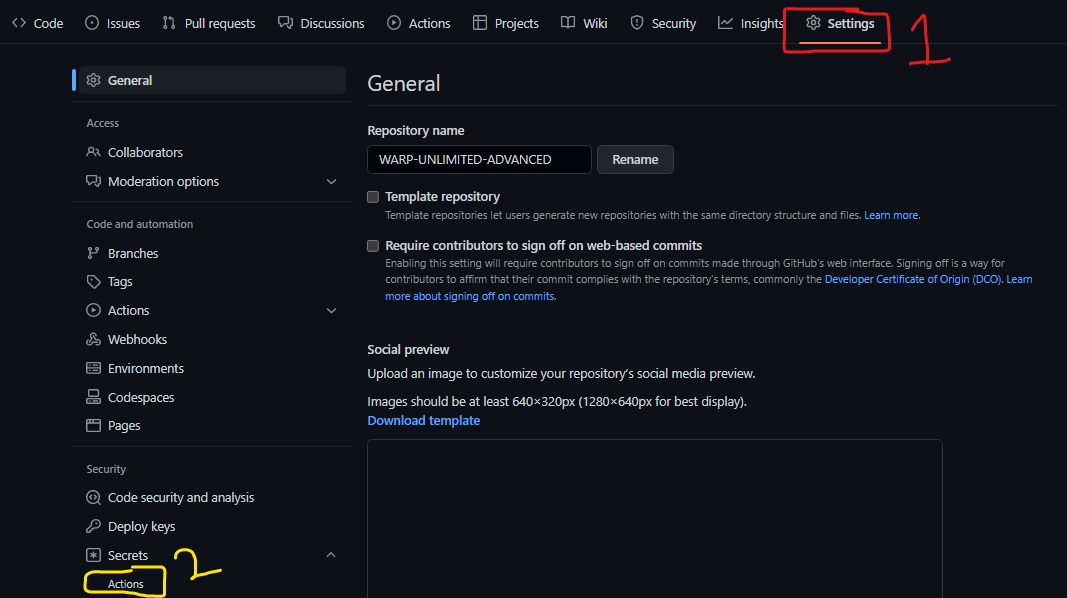 Code Issues Pull requests Discussions Actions Projects Wiki Security Insights Settings 1
General
Access
Collaborators
Moderation options
Code and automation
Branches
Tags
Actions
Webhooks
Environments
Codespaces
Pages
Security
Code security and analysis
Deploy keys
Secrets 2
Actions
General
Repository name
WARP-UNLIMITED-ADVANCED Rename
Template repository
Template repositories let users generate new repositories with the same directory structure and files. Learn more.
Require contributors to sign off on web-based commits
Enabling this setting will require contributors to sign off on commits made through GitHub's web interface. Signing off is a way for
contributors to affirm that their commit complies with the repository's terms, commonly the Developer Certificate of Origin (DCO). Learn
more about signing off on commits.
Social preview
Upload an image to customize your repository's social media preview.
Images should be at least 640×320px (1280×640px for best display).
Download template